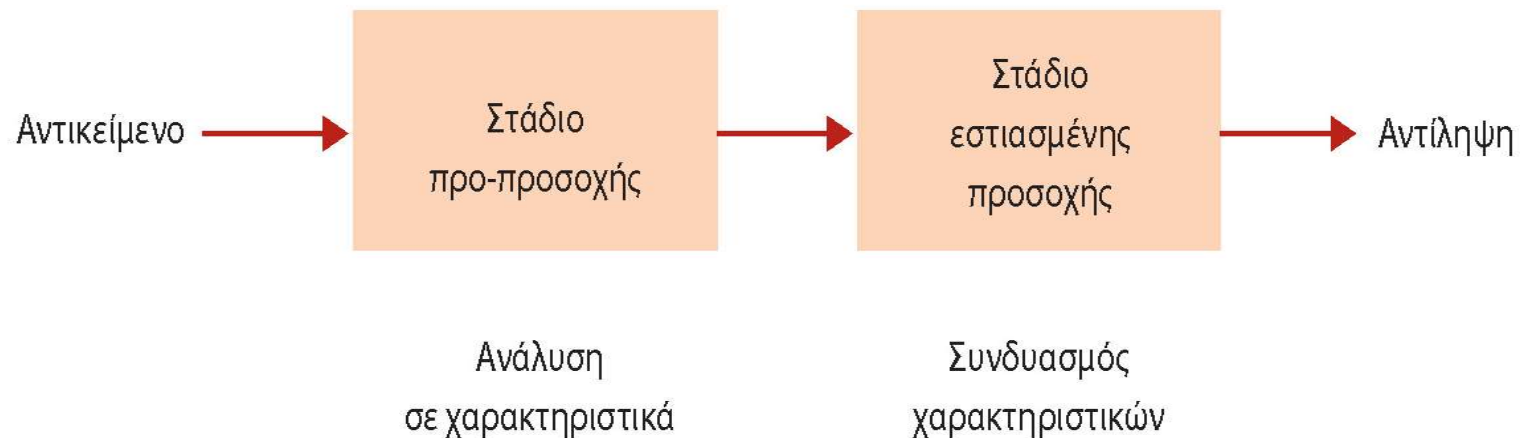 Αντικείμενο
Στάδιο
προ-προσοχής
Στάδιο
εστιασμένης
προσοχής
Αντίληψη
Ανάλυση
σε χαρακτηριστικά
Συνδυασμός
χαρακτηριστικών